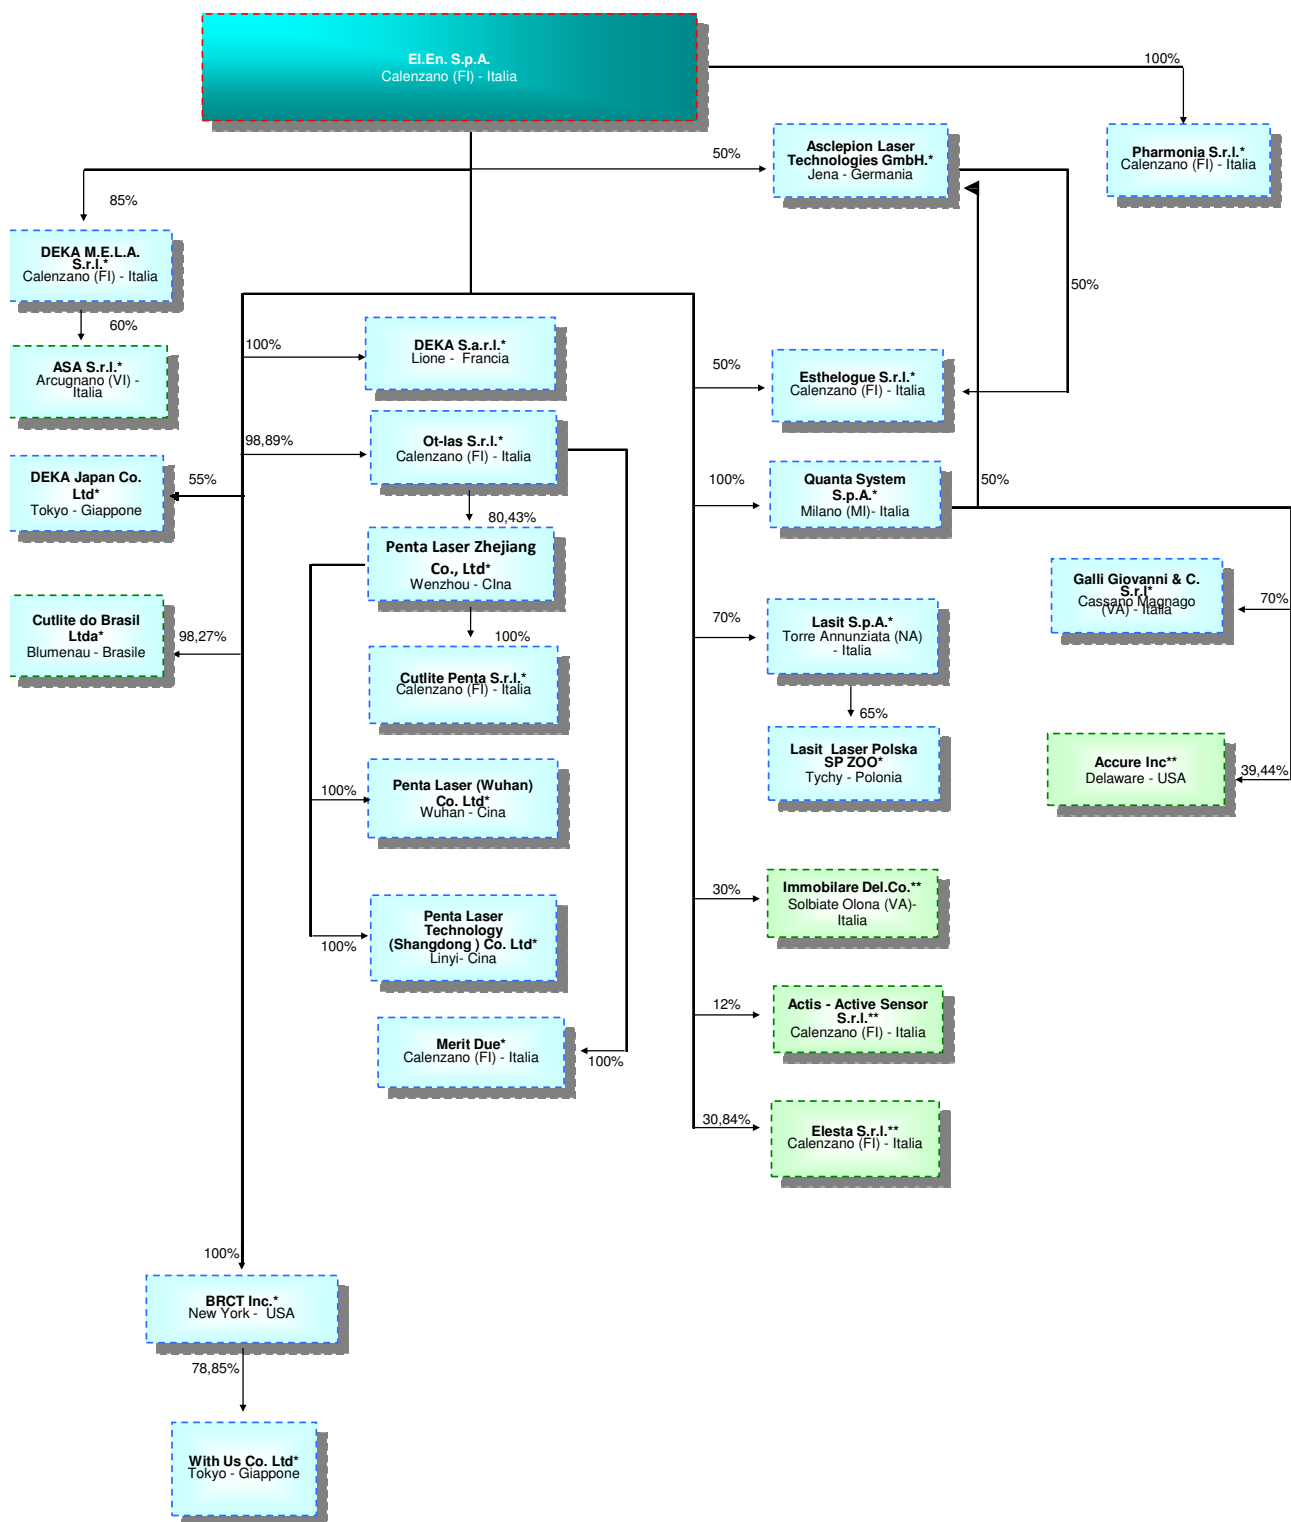 El.En. S.p.A.
Calenzano (FI) - Italia
100%
50%
Asclepion Laser
Technologies GmbH.*
Jena - Germania
Pharmonia S.r.l.*
Calenzano (FI) - Italia
85%
DEKA M.E.L.A.
S.r.l.*
Calenzano (FI) - Italia
50%
60%
ASA S.r.l.*
Arcugnano (VI) -
Italia
100%
DEKA S.a.r.l.*
Lione - Francia
50%
Esthelogue S.r.l.*
Calenzano (FI) - Italia
98,89%
Ot-las S.r.l.*
Calenzano (FI) - Italia
DEKA Japan Co.
Ltd*
Tokyo - Giappone
55%
100%
Quanta System
S.p.A.*
Milano (MI)- Italia
50%
80,43%
Penta Laser Zhejiang
Co., Ltd*
Wenzhou - CIna
Galli Giovanni & C.
S.r.l*
Cassano Magnago
(VA) - Italia
70%
Cutlite do Brasil
Ltda*
Blumenau - Brasile
98,27%
100%
70%
Lasit S.p.A.*
Torre Annunziata (NA)
- Italia
Cutlite Penta S.r.l.*
Calenzano (FI) - Italia
65%
Lasit Laser Polska
SP ZOO*
Tychy - Polonia
Accure Inc**
Delaware - USA
39,44%
100%
Penta Laser (Wuhan)
Co. Ltd*
Wuhan - Cina
30%
Immobilare Del.Co.**
Solbiate Olona (VA)-
Italia
100%
Penta Laser
Technology
(Shangdong ) Co. Ltd*
Linyi- Cina
12%
Actis - Active Sensor
S.r.l.**
Calenzano (FI) - Italia
Merit Due*
Calenzano (FI) - Italia
100%
30,84%
Elesta S.r.l.**
Calenzano (FI) - Italia
100%
BRCT Inc.*
New York - USA
78,85%
With Us Co. Ltd*
Tokyo - Giappone